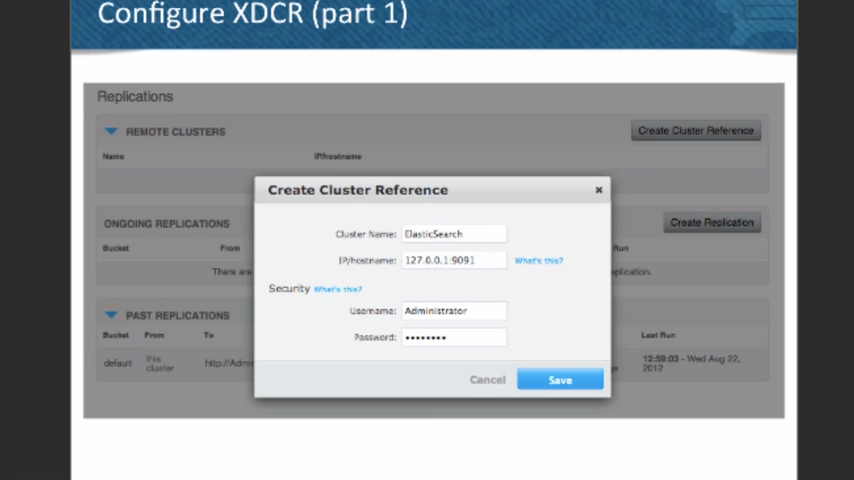 Configure XDCR (part 1)
Replications
REMOTE CLUSTERS
Create Cluster Reference
Name IP/hostname
Create Cluster Reference
Cluster Name: ElasticSearch
IP/hostname: 127.0.0.1:9091 What's this?
Security What's this?
Username: Administrator
Password: ••••••••
Cancel Save
ONGOING REPLICATIONS
Create Replication
Bucket From Run
There are plication.
PAST REPLICATIONS
Bucket From To Last Run
default this cluster http://Admi 12:59:03 - Wed Aug 22,
2012